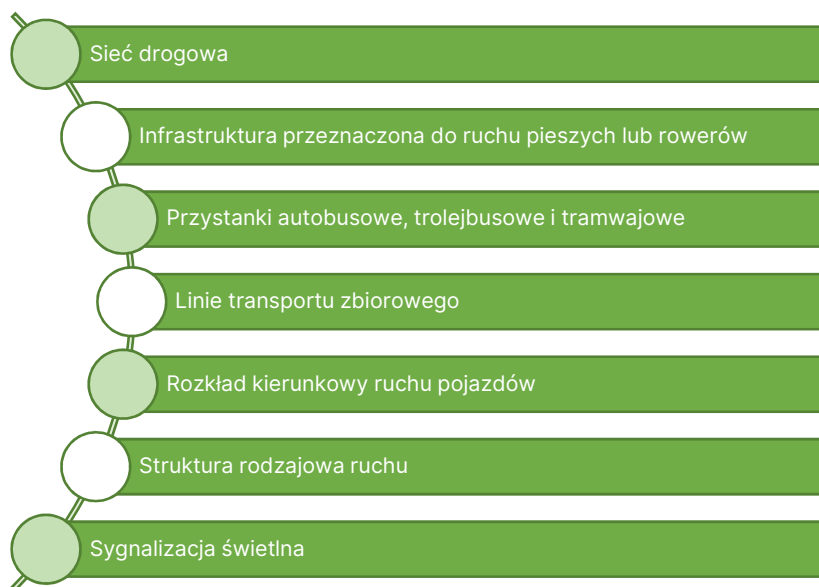 Sieć drogowa
Infrastruktura przeznaczona do ruchu pieszych lub rowerów
Przystanki autobusowe, trolejbusowe i tramwajowe
Linie transportu zbiorowego
Rozkład kierunkowy ruchu pojazdów
Struktura rodzajowa ruchu
Sygnalizacja świetlna